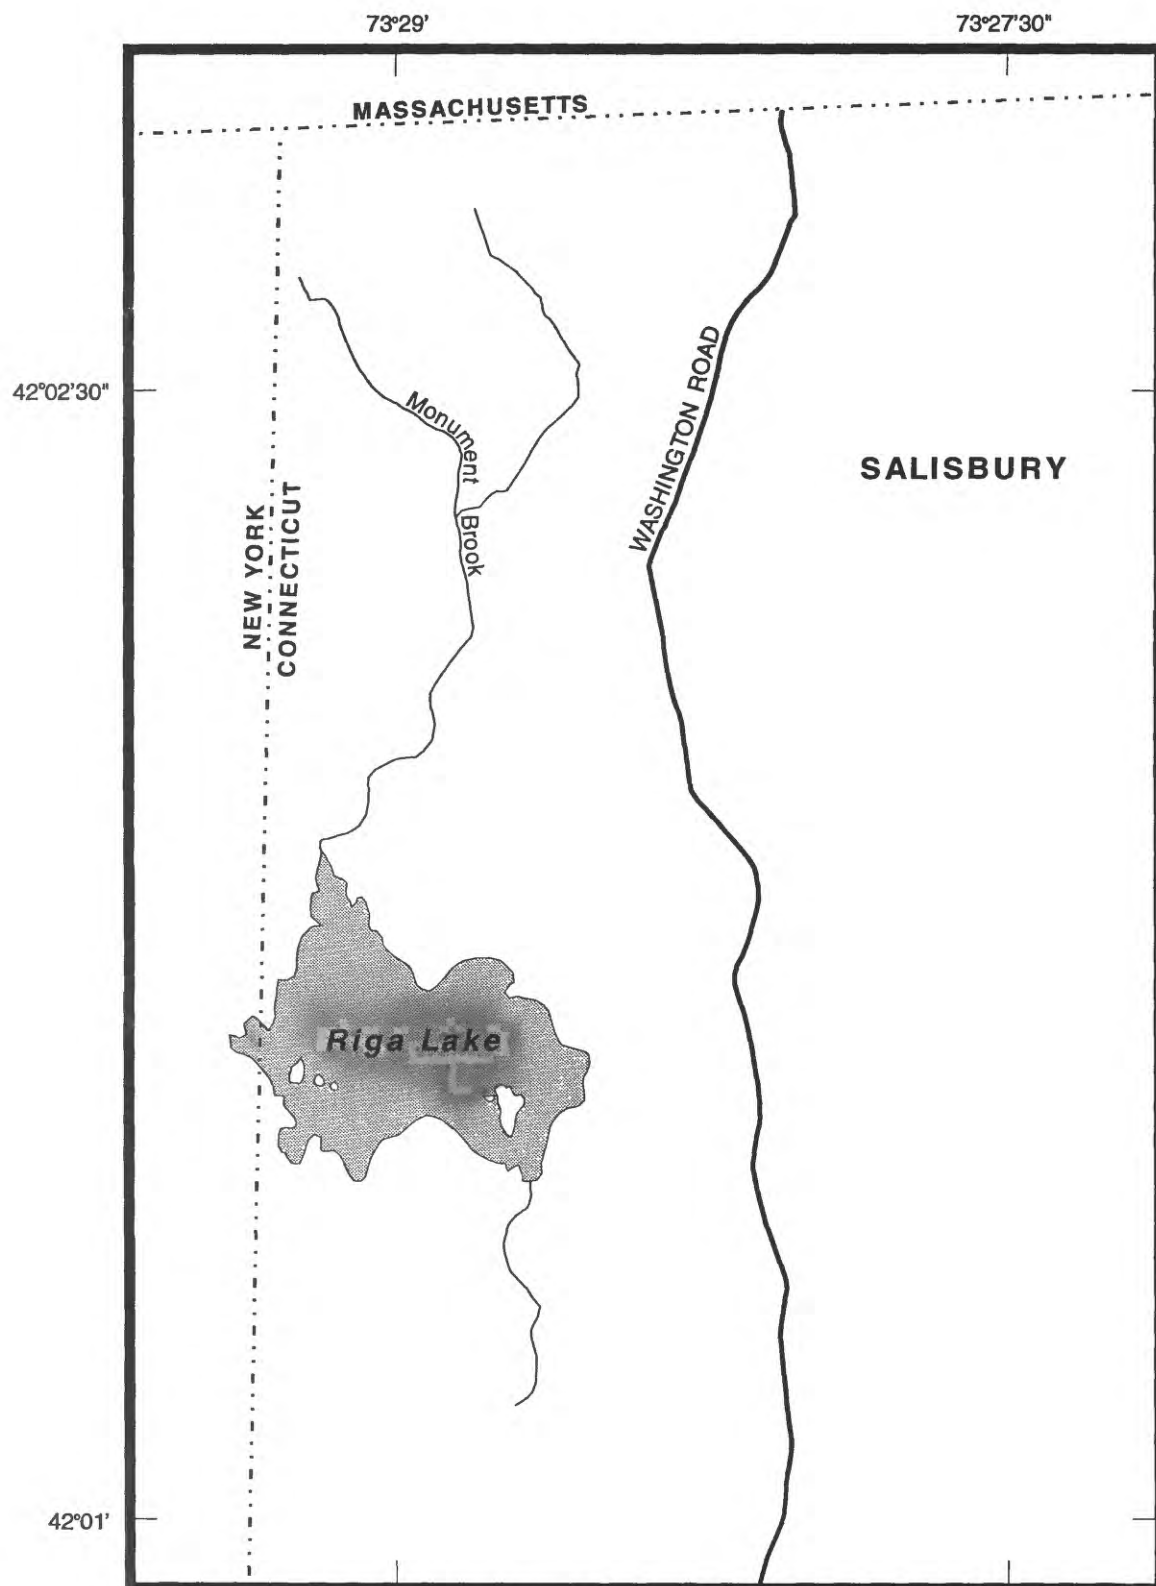 73°29'
73°27'30"
MASSACHUSETTS
42°02'30"
Monument
Brook
WASHINGTON ROAD
SALISBURY
NEW YORK
CONNECTICUT
Riga Lake
42°01'